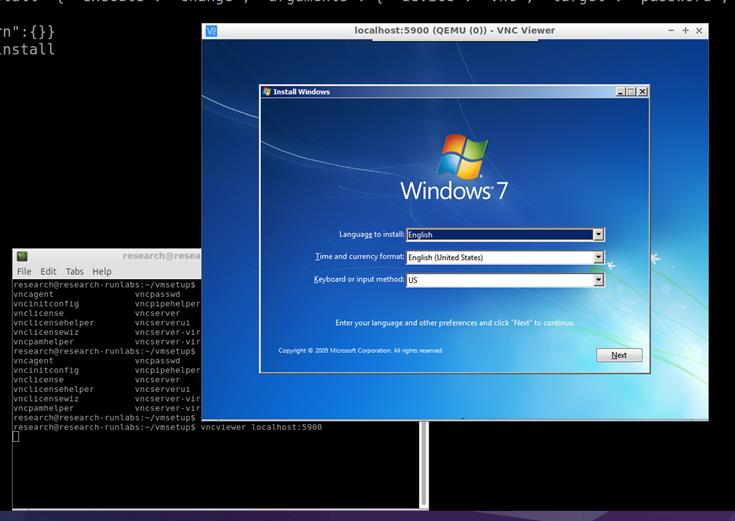 rn":{}}
install
localhost:5900 (QEMU (0)) - VNC Viewer
Install Windows
Windows 7
Language to install: English
Time and currency format: English (United States)
Keyboard or input method: US
Enter your language and other preferences and click "Next" to continue.
Copyright © 2009 Microsoft Corporation. All rights reserved.
Next
research@resea
File Edit Tabs Help
research@research-runlabs:~/vmsetup$
vncagent vncpasswd
vncinitconfig vncpipehelper
vnclicense vncserver
vnclicensehelper vncserverui
vnclicensewiz vncserver-vir
vncpamhelper vncserver-vir
research@research-runlabs:~/vmsetup$
vncagent vncpasswd
vncinitconfig vncpipehelper
vnclicense vncserver
vnclicensehelper vncserverui
vnclicensewiz vncserver-vir
vncpamhelper vncserver-vir
research@research-runlabs:~/vmsetup$
research@research-runlabs:~/vmsetup$ vncviewer localhost:5900